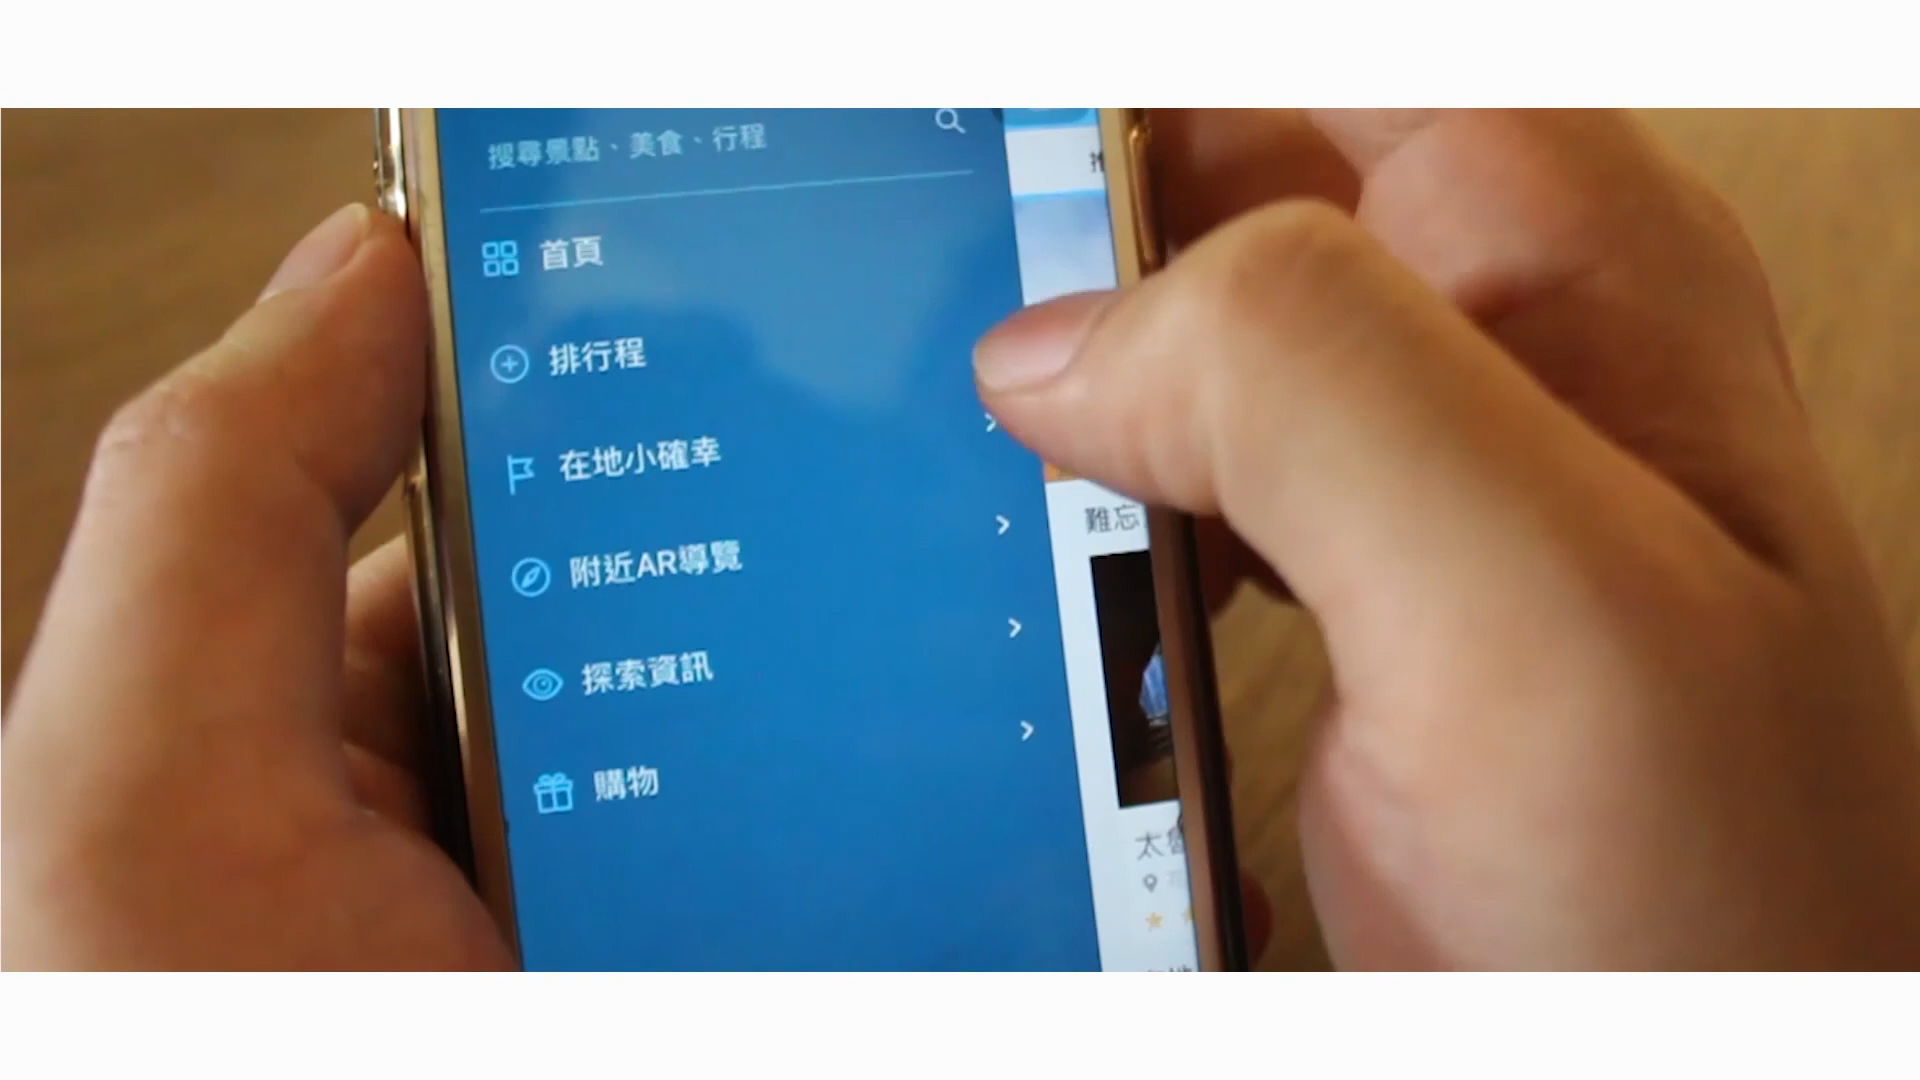 搜尋景點、美食、行程
首頁
排行程
在地小確幸
附近AR導覽
探索資訊
購物
難忘
太魯